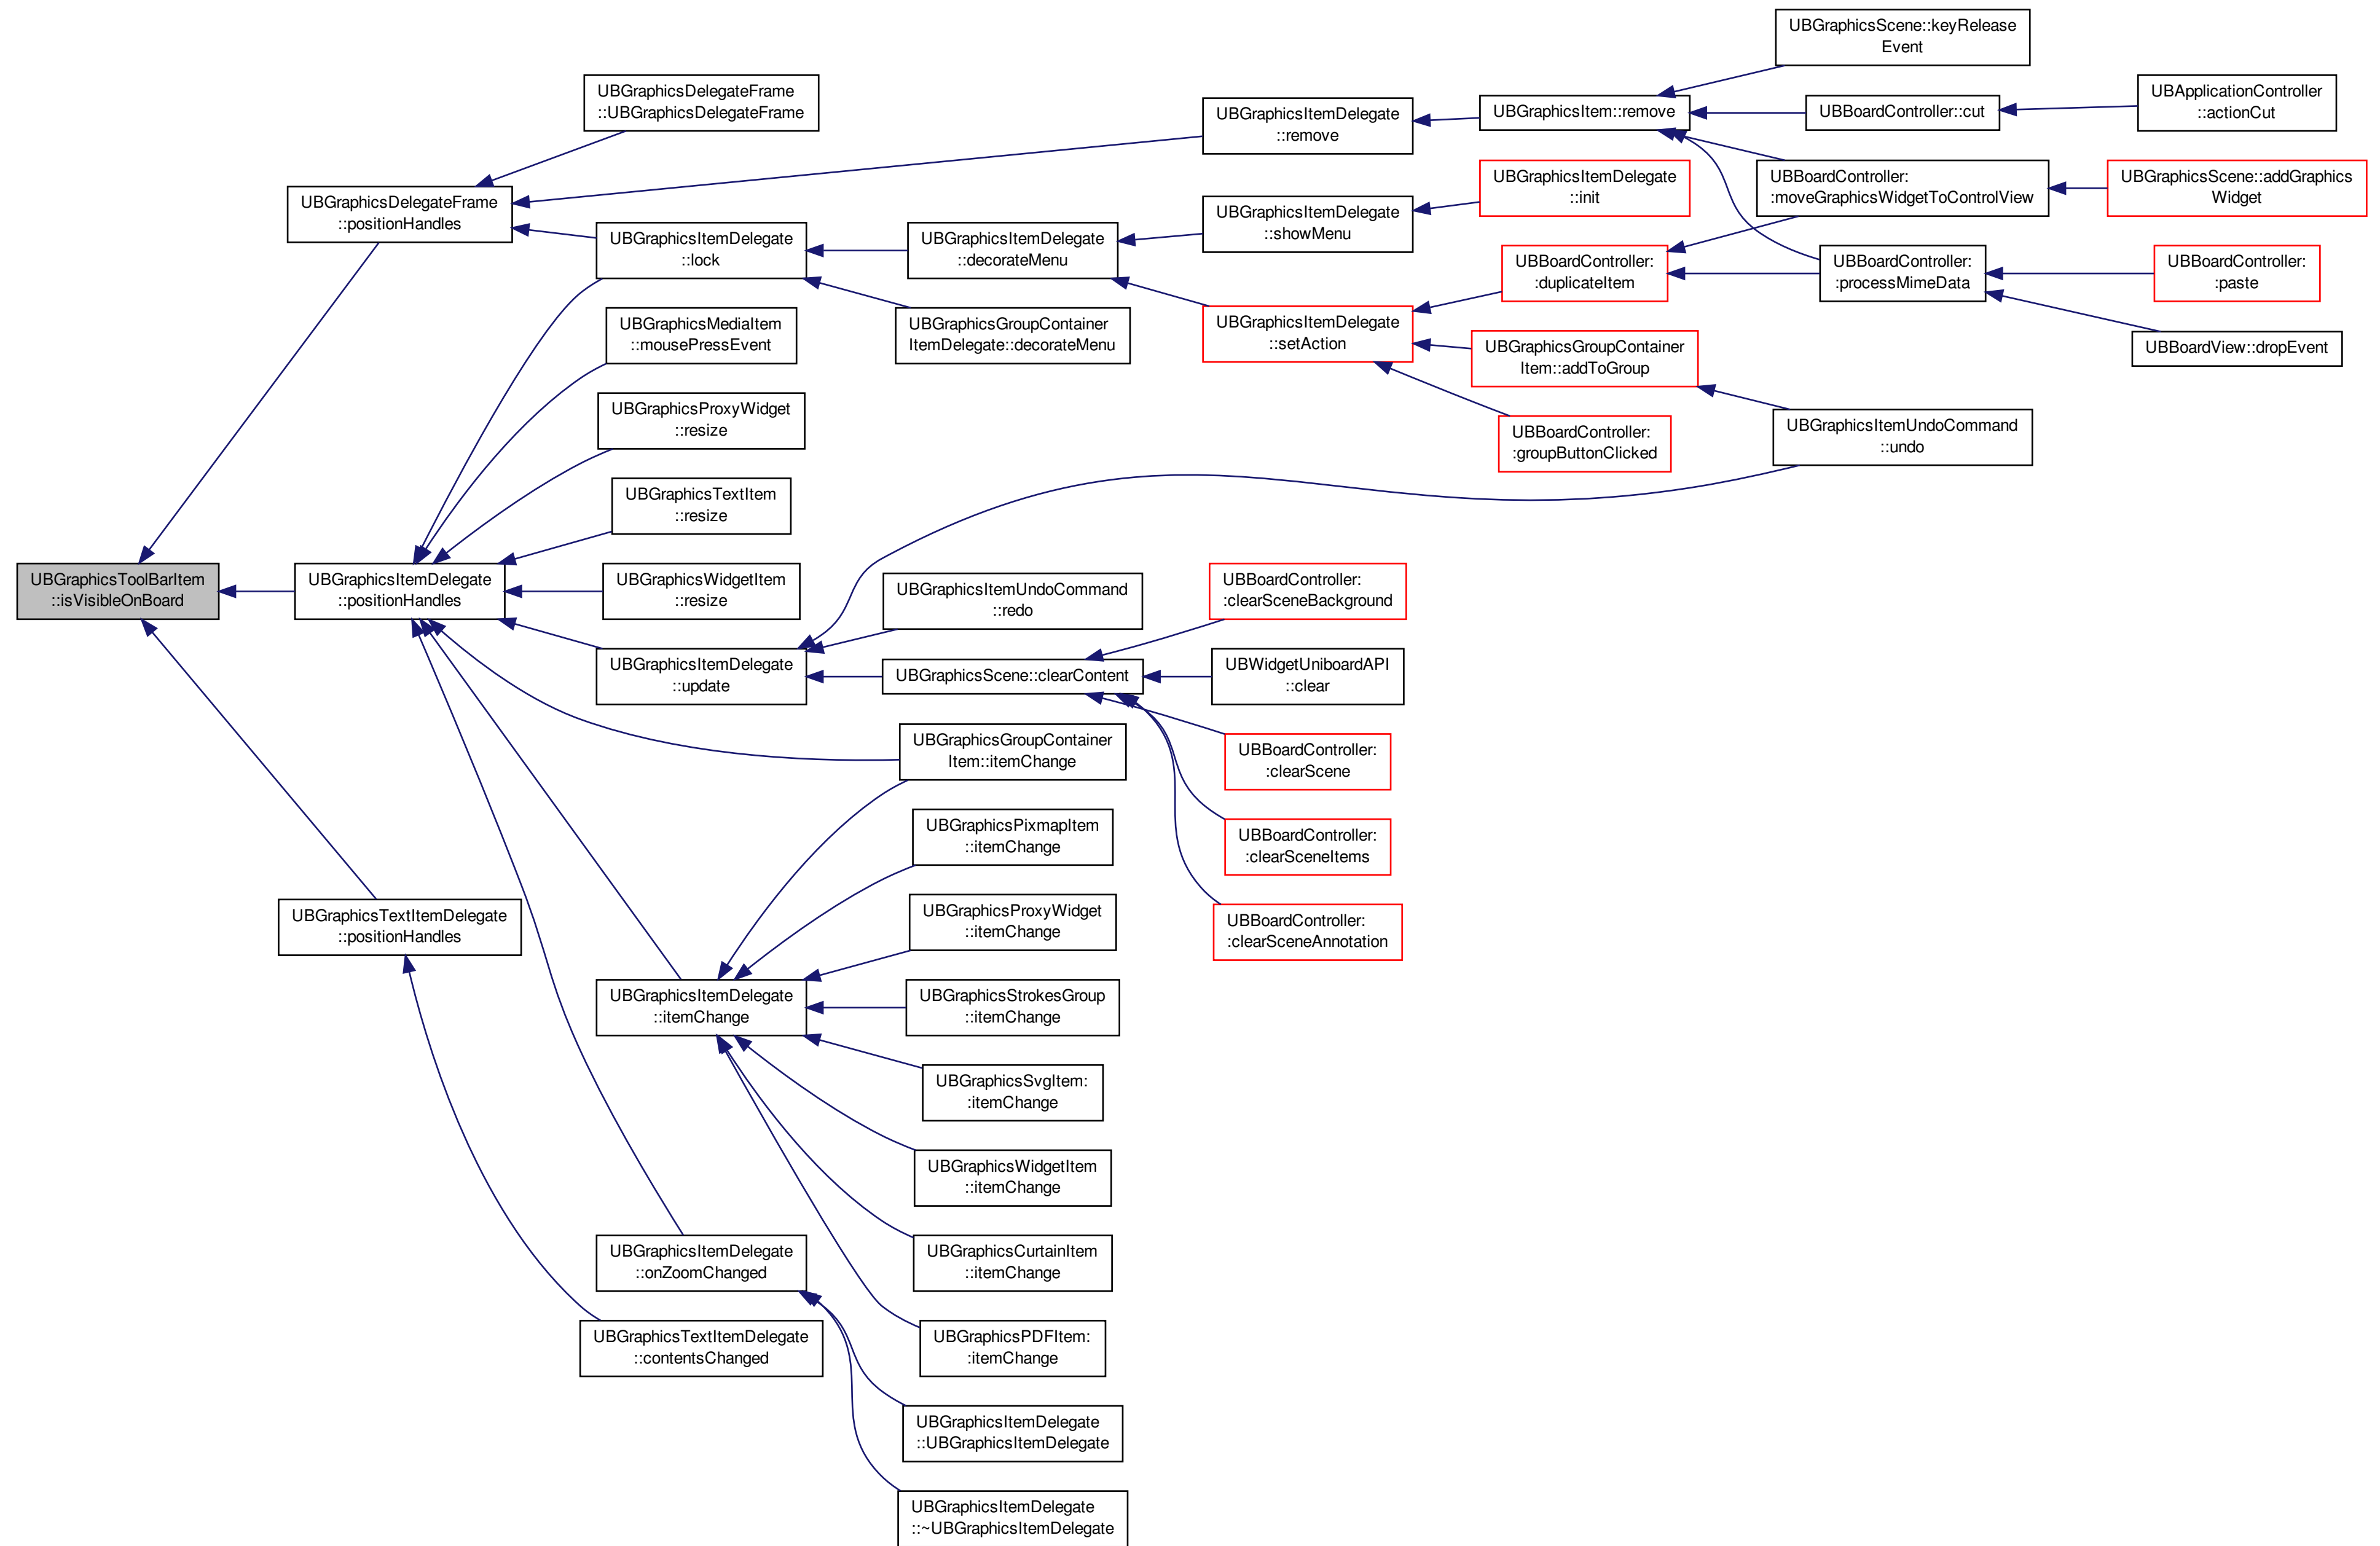 UBGraphicsToolBarItem
::isVisibleOnBoard
UBGraphicsDelegateFrame
::positionHandles
UBGraphicsItemDelegate
::positionHandles
UBGraphicsTextItemDelegate
::positionHandles
UBGraphicsDelegateFrame
::UBGraphicsDelegateFrame
UBGraphicsItemDelegate
::lock
UBGraphicsMediaItem
::mousePressEvent
UBGraphicsProxyWidget
::resize
UBGraphicsTextItem
::resize
UBGraphicsWidgetItem
::resize
UBGraphicsItemDelegate
::update
UBGraphicsItemDelegate
::itemChange
UBGraphicsItemDelegate
::onZoomChanged
UBGraphicsTextItemDelegate
::contentsChanged
UBGraphicsItemDelegate
::decorateMenu
UBGraphicsGroupContainer
ItemDelegate::decorateMenu
UBGraphicsItemUndoCommand
::redo
UBGraphicsScene::clearContent
UBGraphicsGroupContainer
Item::itemChange
UBGraphicsPixmapItem
::itemChange
UBGraphicsProxyWidget
::itemChange
UBGraphicsStrokesGroup
::itemChange
UBGraphicsSvgItem:
:itemChange
UBGraphicsWidgetItem
::itemChange
UBGraphicsCurtainItem
::itemChange
UBGraphicsPDFItem:
:itemChange
UBGraphicsItemDelegate
::UBGraphicsItemDelegate
UBGraphicsItemDelegate
::~UBGraphicsItemDelegate
UBGraphicsItemDelegate
::remove
UBGraphicsItemDelegate
::showMenu
UBGraphicsItemDelegate
::setAction
UBBoardController:
:clearSceneBackground
UBWidgetUniboardAPI
::clear
UBBoardController:
:clearScene
UBBoardController:
:clearSceneItems
UBBoardController:
:clearSceneAnnotation
UBGraphicsItem::remove
UBGraphicsItemDelegate
::init
UBBoardController:
:duplicateItem
UBGraphicsGroupContainer
Item::addToGroup
UBBoardController:
:groupButtonClicked
UBGraphicsScene::keyRelease
Event
UBBoardController::cut
UBBoardController:
:moveGraphicsWidgetToControlView
UBBoardController:
:processMimeData
UBGraphicsItemUndoCommand
::undo
UBApplicationController
::actionCut
UBGraphicsScene::addGraphics
Widget
UBBoardController:
:paste
UBBoardView::dropEvent